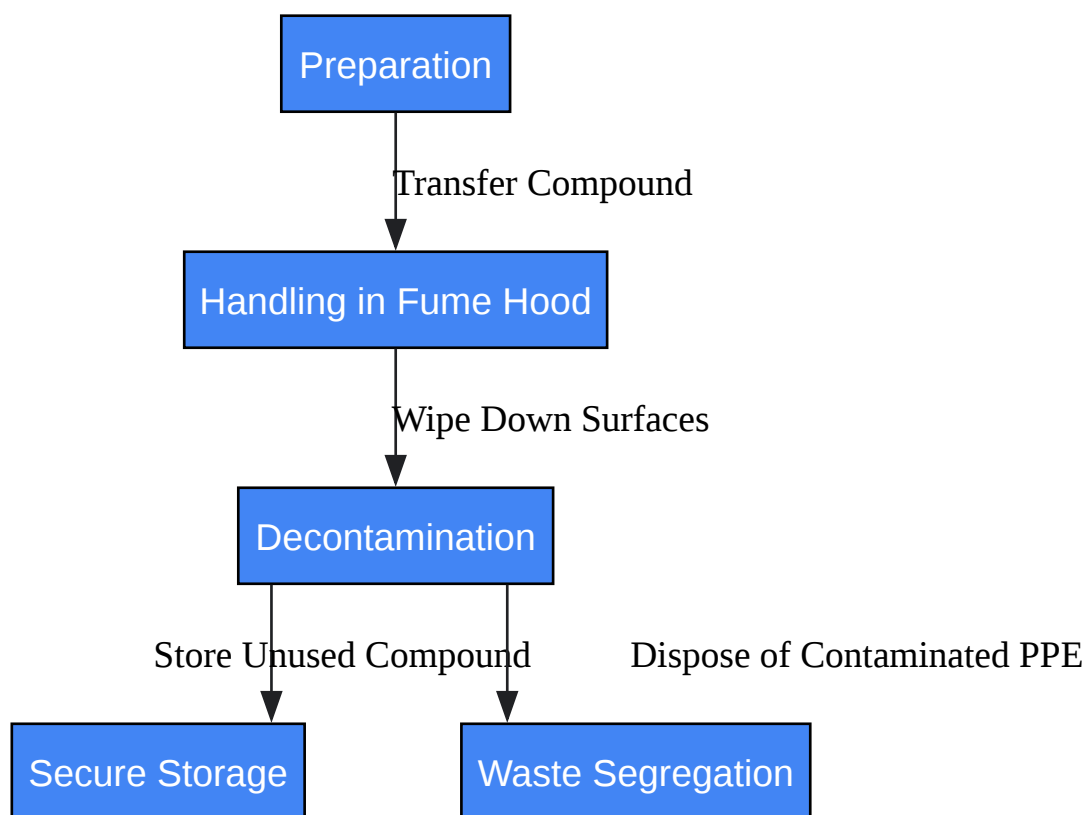 Preparation
Transfer Compound
Handling in Fume Hood
Wipe Down Surfaces
Decontamination
Store Unused Compound
Dispose of Contaminated PPE
Secure Storage
Waste Segregation